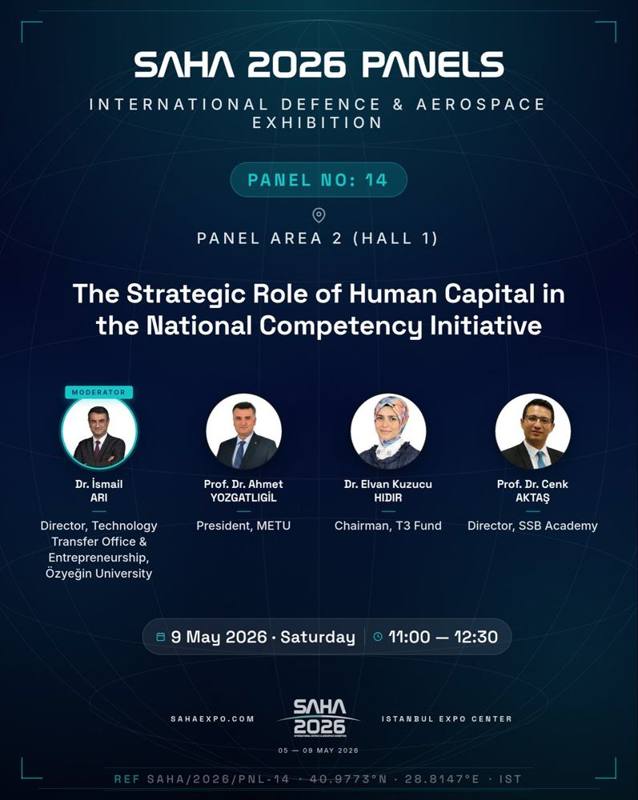 SAHA 2026 PANELS
INTERNATIONAL DEFENCE & AEROSPACE
EXHIBITION
PANEL NO: 14
PANEL AREA 2 (HALL 1)
The Strategic Role of Human Capital in
the National Competency Initiative
MODERATOR
Dr. İsmail
ARI
Director, Technology
Transfer Office &
Entrepreneurship,
Özyeğin University
Prof. Dr. Ahmet
YOZGATLIGİL
President, METU
Dr. Elvan Kuzucu
HIDIR
Chairman, T3 Fund
Prof. Dr. Cenk
AKTAŞ
Director, SSB Academy
9 May 2026 · Saturday
11:00 — 12:30
SAHAEXPO.COM
SAHA
2026
ISTANBUL EXPO CENTER
05 — 09 MAY 2026
REF SAHA/2026/PNL-14 · 40.9773°N · 28.8147°E · IST